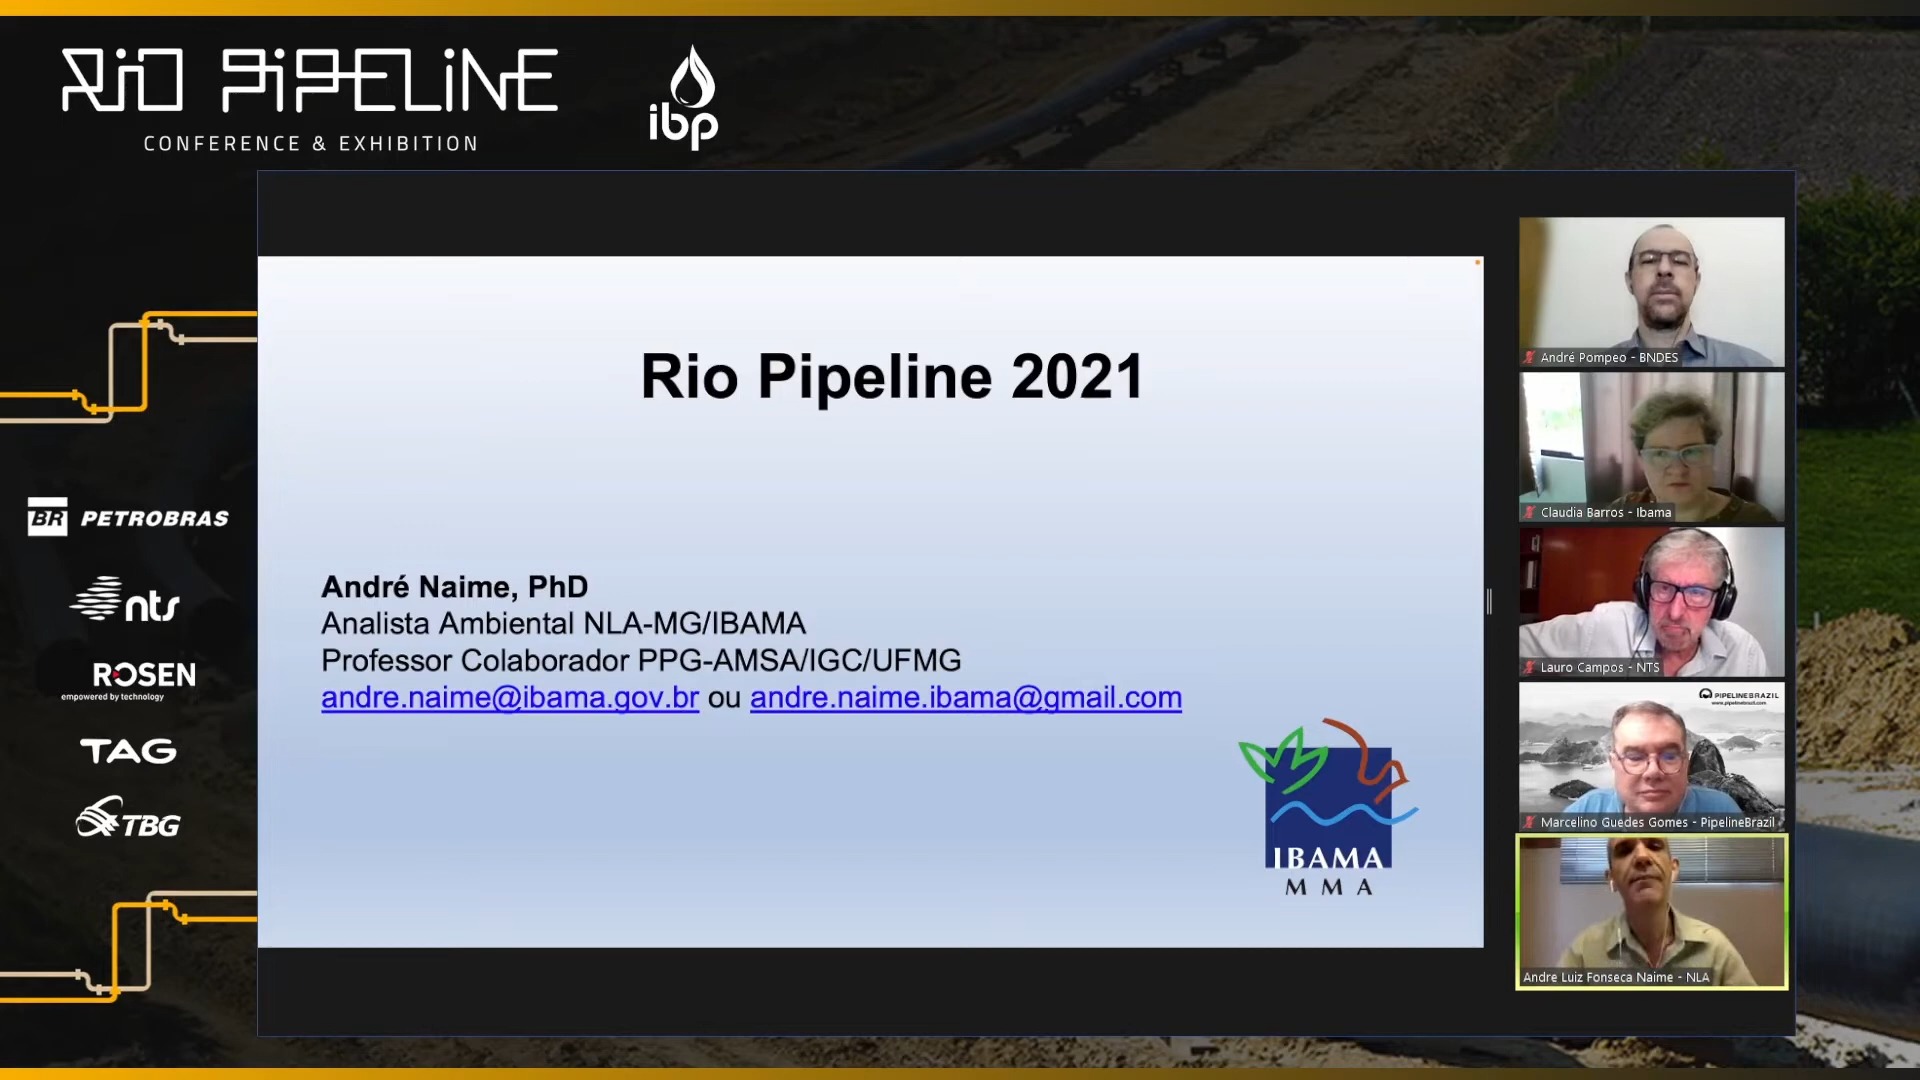 RIO PIPELINE
CONFERENCE & EXHIBITION
ibp
BR PETROBRAS
nts
ROSEN
empowered by technology
TAG
TBG
Rio Pipeline 2021
André Naime, PhD
Analista Ambiental NLA-MG/IBAMA
Professor Colaborador PPG-AMSA/IGC/UFMG
andre.naime@ibama.gov.br ou andre.naime.ibama@gmail.com
IBAMA
MMA
André Pompeo - BNDES
Claudia Barros - Ibama
Lauro Campos - NTS
PIPELINEBRAZIL
www.pipelinebrazil.com
Marcelino Guedes Gomes - PipelineBrazil
Andre Luiz Fonseca Naime - NLA